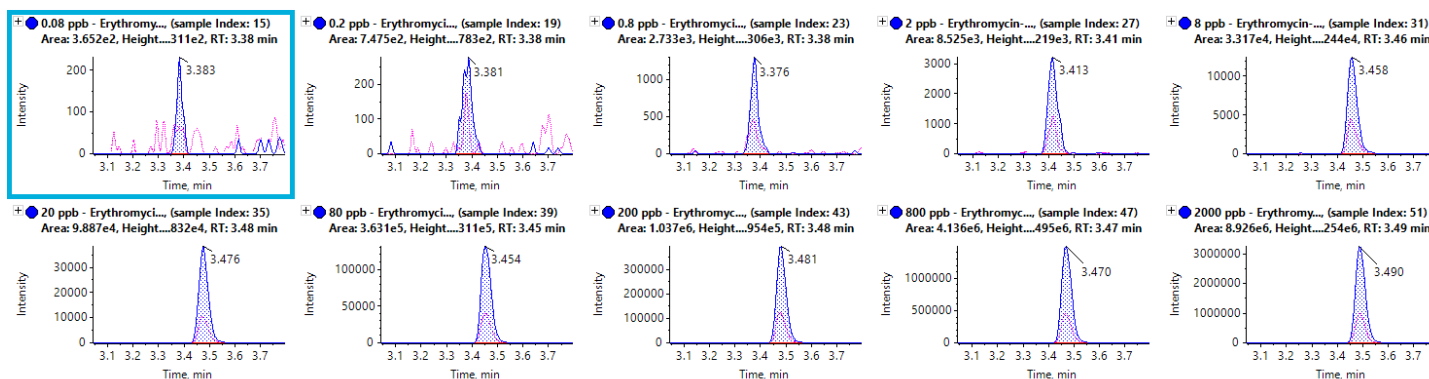 0.08 ppb - Erythromy..., (sample Index: 15)
Area: 3.652e2, Height....311e2, RT: 3.38 min
200
100
0
Intensity
3.383
3.1 3.2 3.3 3.4 3.5 3.6 3.7
Time, min
0.2 ppb - Erythromyci..., (sample Index: 19)
Area: 7.475e2, Height....783e2, RT: 3.38 min
200
100
0
Intensity
3.381
3.1 3.2 3.3 3.4 3.5 3.6 3.7
Time, min
0.8 ppb - Erythromyci..., (sample Index: 23)
Area: 2.733e3, Height....306e3, RT: 3.38 min
1000
500
0
Intensity
3.376
3.1 3.2 3.3 3.4 3.5 3.6 3.7
Time, min
2 ppb - Erythromycin-..., (sample Index: 27)
Area: 8.525e3, Height....219e3, RT: 3.41 min
3000
2000
1000
0
Intensity
3.413
3.1 3.2 3.3 3.4 3.5 3.6 3.7
Time, min
8 ppb - Erythromycin-..., (sample Index: 31)
Area: 3.317e4, Height....244e4, RT: 3.46 min
10000
5000
0
Intensity
3.458
3.1 3.2 3.3 3.4 3.5 3.6 3.7
Time, min
20 ppb - Erythromyci..., (sample Index: 35)
Area: 9.887e4, Height....832e4, RT: 3.48 min
30000
20000
10000
0
Intensity
3.476
3.1 3.2 3.3 3.4 3.5 3.6 3.7
Time, min
80 ppb - Erythromyci..., (sample Index: 39)
Area: 3.631e5, Height....311e5, RT: 3.45 min
100000
50000
0
Intensity
3.454
3.1 3.2 3.3 3.4 3.5 3.6 3.7
Time, min
200 ppb - Erythromyc..., (sample Index: 43)
Area: 1.037e6, Height....954e5, RT: 3.48 min
300000
200000
100000
0
Intensity
3.481
3.1 3.2 3.3 3.4 3.5 3.6 3.7
Time, min
800 ppb - Erythromyc..., (sample Index: 47)
Area: 4.136e6, Height....495e6, RT: 3.47 min
1000000
500000
0
Intensity
3.470
3.1 3.2 3.3 3.4 3.5 3.6 3.7
Time, min
2000 ppb - Erythromy..., (sample Index: 51)
Area: 8.926e6, Height....254e6, RT: 3.49 min
3000000
2000000
1000000
0
Intensity
3.490
3.1 3.2 3.3 3.4 3.5 3.6 3.7
Time, min